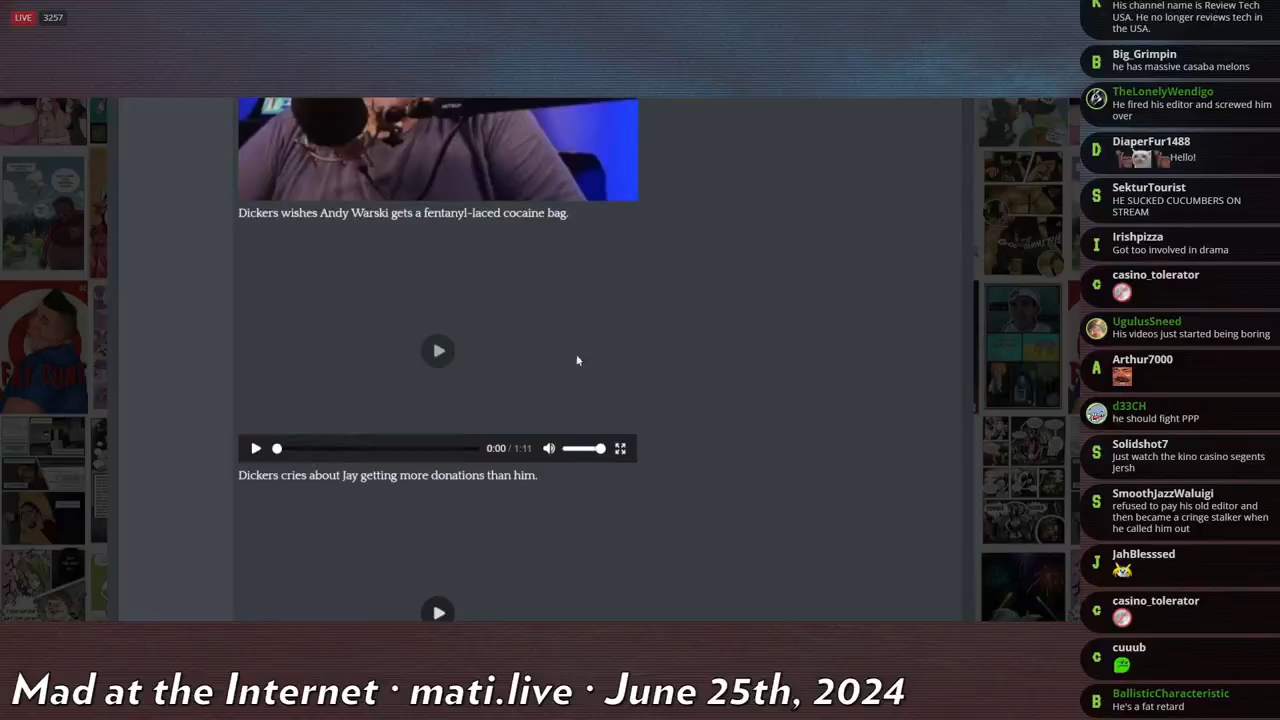 LIVE 3257
Dickers wishes Andy Warski gets a fentanyl-laced cocaine bag.
0:00 / 1:11
Dickers cries about Jay getting more donations than him.
K
His channel name is Review Tech
USA. He no longer reviews tech in
the USA.
B
Big_Grimpin
he has massive casaba melons
TheLonelyWendigo
He fired his editor and screwed him
over
D
DiaperFur1488
Hello!
S
SekturTourist
HE SUCKED CUCUMBERS ON
STREAM
I
Irishpizza
Got too involved in drama
C
casino_tolerator
UgulusSneed
His videos just started being boring
A
Arthur7000
d33CH
he should fight PPP
S
Solidshot7
Just watch the kino casino segents
Jersh
S
SmoothJazzWaluigi
refused to pay his old editor and
then became a cringe stalker when
he called him out
J
JahBlesssed
C
casino_tolerator
C
cuuub
B
BallisticCharacteristic
He's a fat retard
Mad at the Internet · mati.live · June 25th, 2024